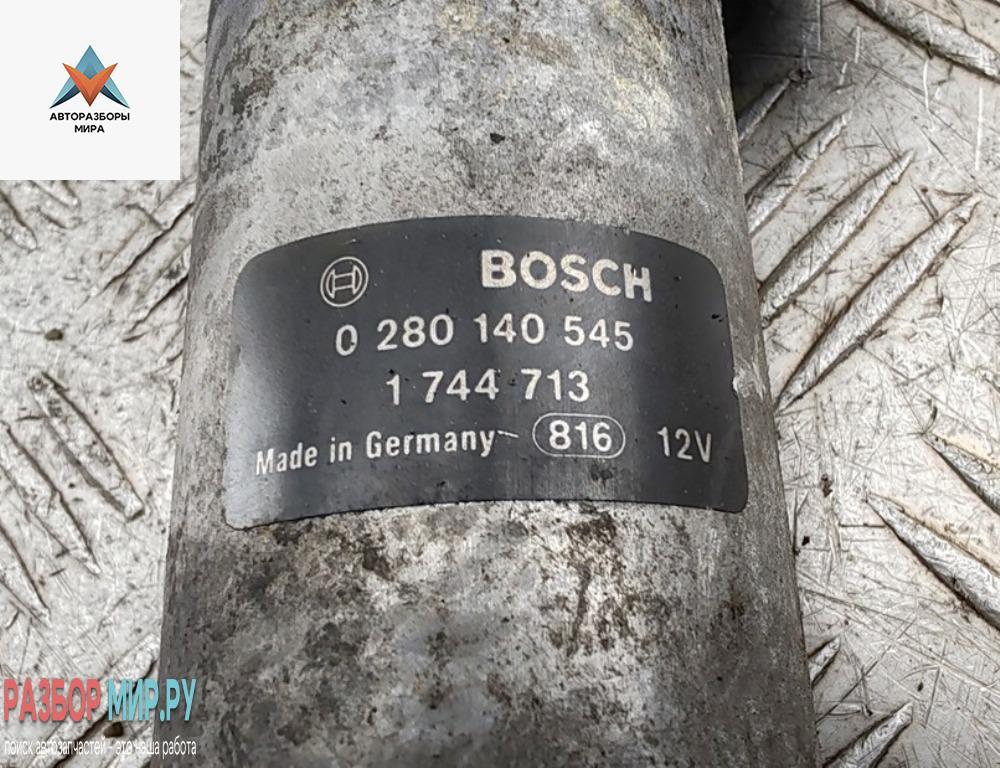 АВТОРАЗБОРЫ
МИРА
BOSCH
0 280 140 545
1 744 713
Made in Germany 816 12V
РАЗБОР МИР.РУ
поиск автозапчастей - это наша работа